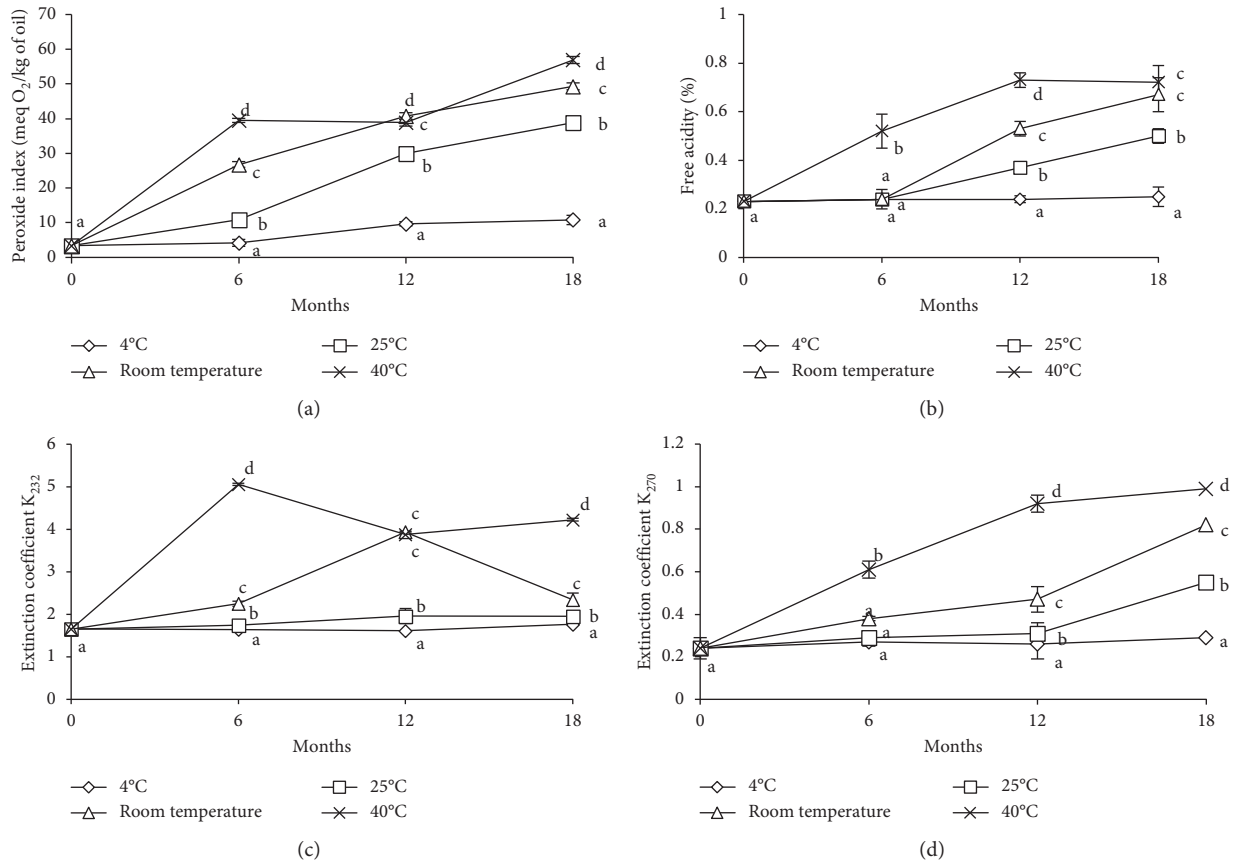 Peroxide index (meq O₂/kg of oil)
70
60
50
40
30
20
10
0
a
d
c
b
a
d
c
b
a
d
c
b
a
0
6
12
18
Months
4°C
25°C
Room temperature
40°C
(a)
Free acidity (%)
1
0.8
0.6
0.4
0.2
0
a
b
a
a
a
d
c
b
a
c
c
b
a
0
6
12
18
Months
4°C
25°C
Room temperature
40°C
(b)
Extinction coefficient K₂₃₂
6
5
4
3
2
1
0
a
d
c
b
a
c
c
b
a
d
c
b
a
0
6
12
18
Months
4°C
25°C
Room temperature
40°C
(c)
Extinction coefficient K₂₇₀
1.2
1
0.8
0.6
0.4
0.2
0
a
b
a
a
a
d
c
b
a
d
c
b
a
0
6
12
18
Months
4°C
25°C
Room temperature
40°C
(d)